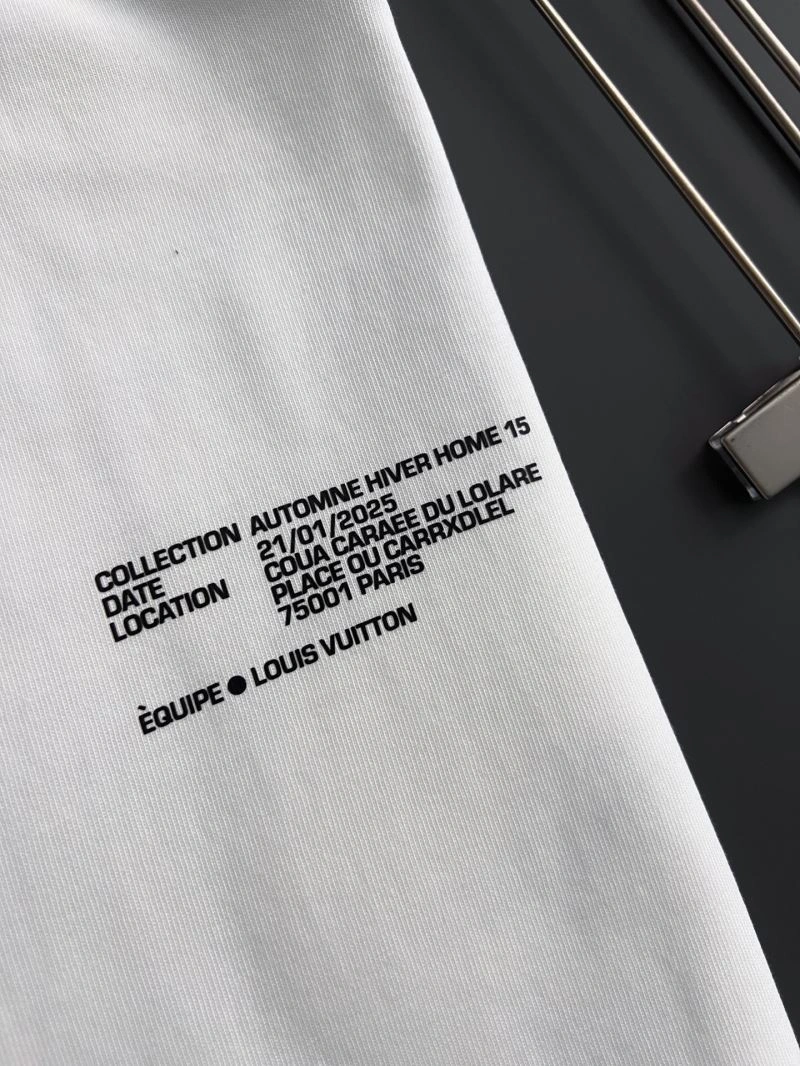 COLLECTION AUTOMNE HIVER HOME 15
DATE 21/01/2025
LOCATION COUA CARAEE DU LOLARE
PLACE OU CARRXDLEL
75001 PARIS
ÈQUIPE ● LOUIS VUITTON